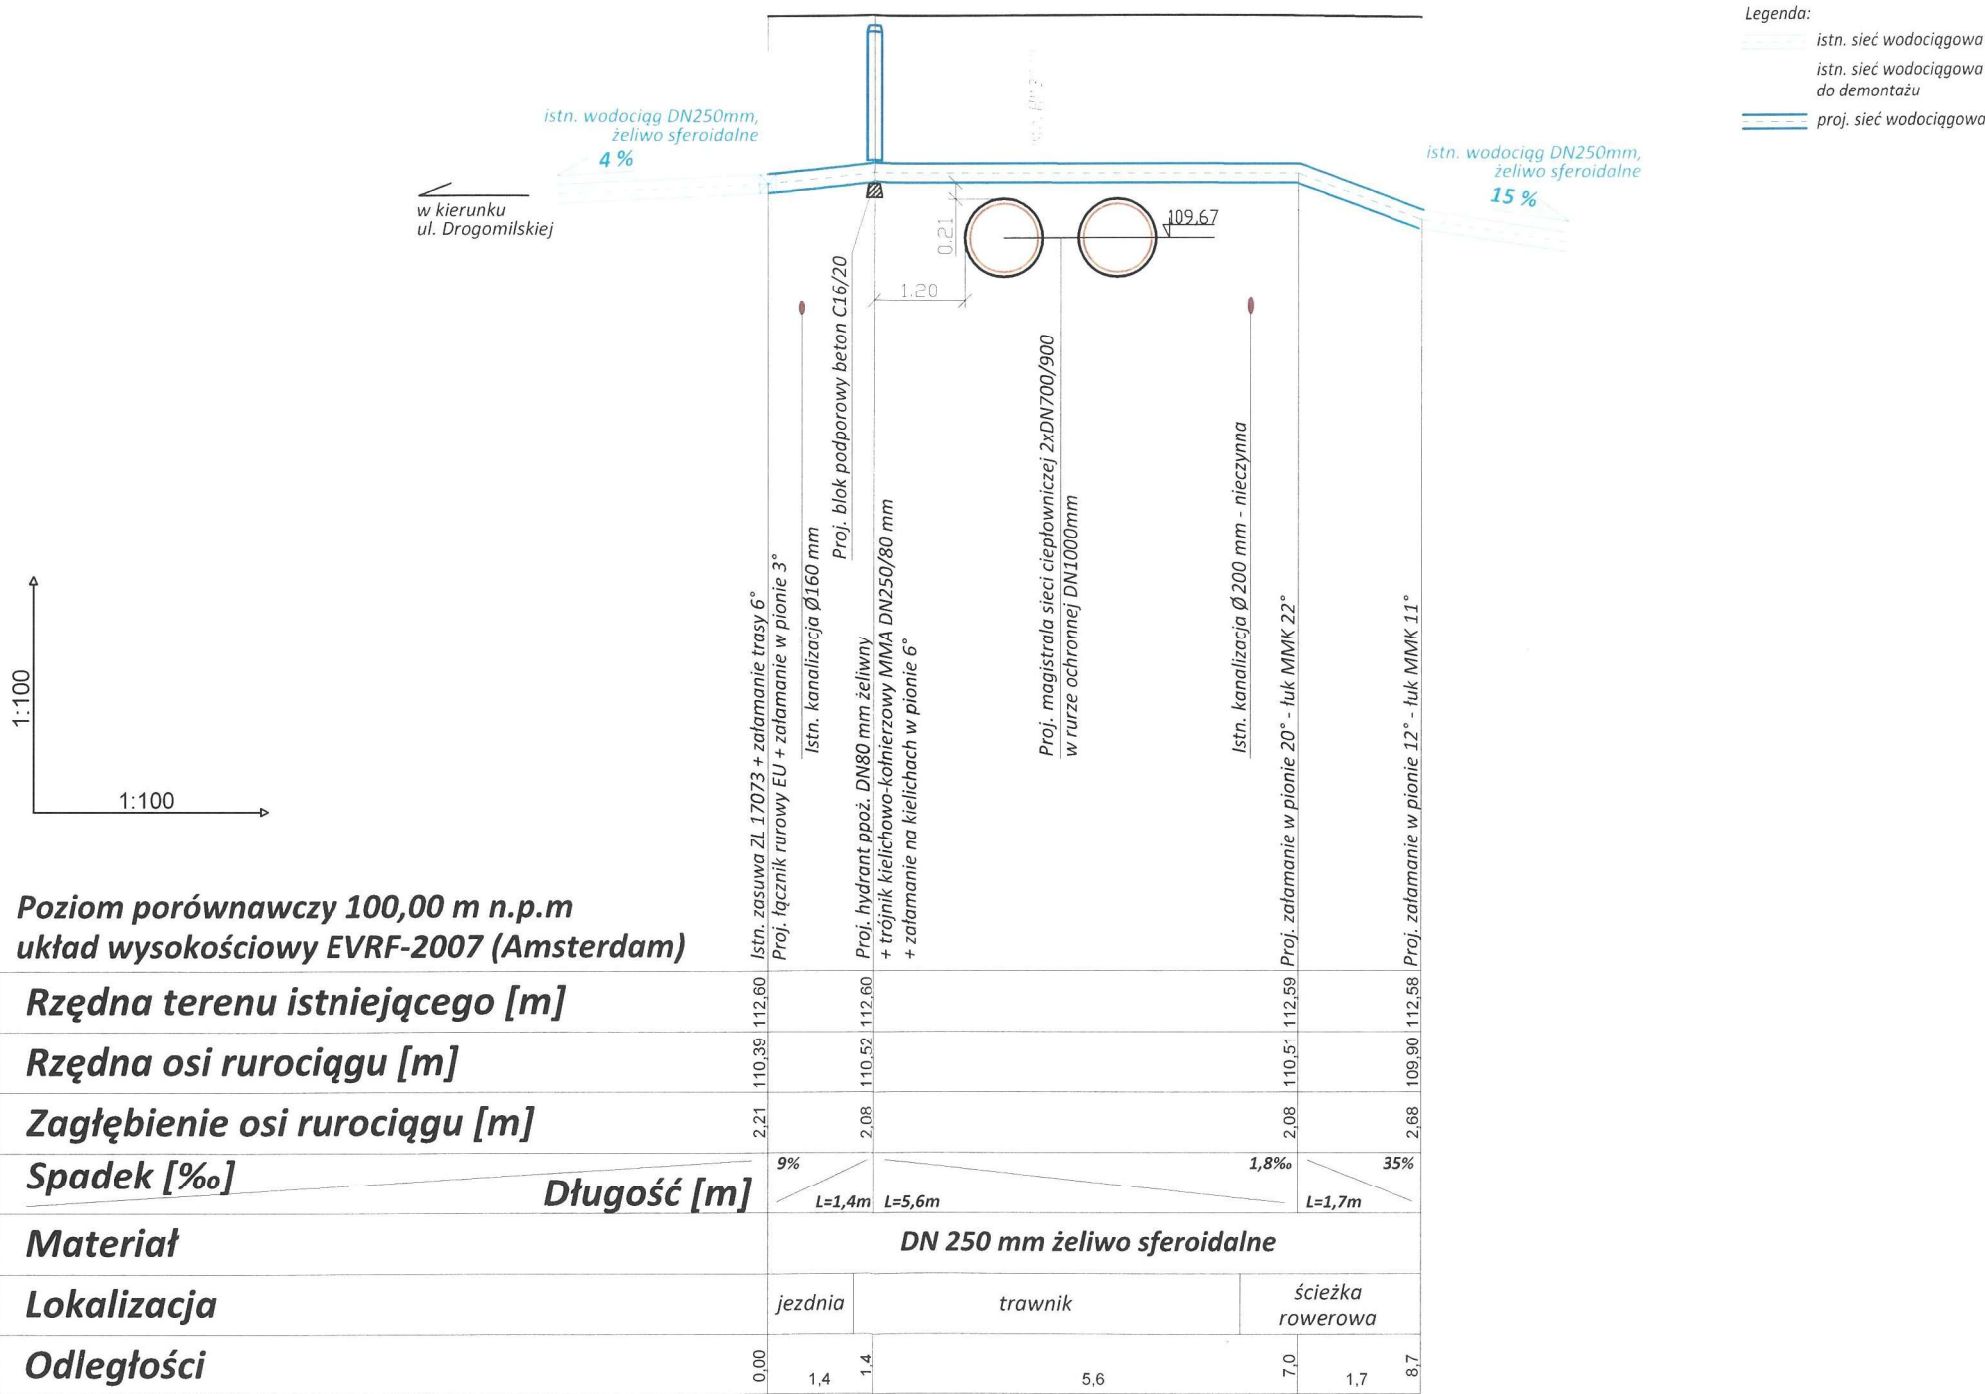 Legenda:
istn. sieć wodociągowa
istn. sieć wodociągowa
do demontażu
proj. sieć wodociągowa
istn. wodociąg DN250mm,
żeliwo sferoidalne
4 %
istn. wodociąg DN250mm,
żeliwo sferoidalne
15 %
w kierunku
ul. Drogomilskiej
0.21
109,67
1.20
Istn. zasuwa ZL 17073 + załamanie trasy 6°
Proj. łącznik rurowy EU + załamanie w pionie 3°
Istn. kanalizacja Ø160 mm
Proj. blok podporowy beton C16/20
Proj. hydrant ppoż. DN80 mm żeliwny
+ trójnik kielichowo-kołnierzowy MMA DN250/80 mm
+ załamanie na kielichach w pionie 6°
Proj. magistrala sieci ciepłowniczej 2xDN700/900
w rurze ochronnej DN1000mm
Istn. kanalizacja Ø 200 mm - nieczynna
Proj. załamanie w pionie 20° - łuk MMK 22°
Proj. załamanie w pionie 12° - łuk MMK 11°
1:100
1:100
Poziom porównawczy 100,00 m n.p.m
układ wysokościowy EVRF-2007 (Amsterdam)
Rzędna terenu istniejącego [m] 112,60 112,60 112,59 112,58
Rzędna osi rurociągu [m] 110,39 110,52 110,51 109,90
Zagłębienie osi rurociągu [m] 2,21 2,08 2,08 2,68
Spadek [‰] 9% 1,8‰ 35%
Długość [m] L=1,4m L=5,6m L=1,7m
Materiał DN 250 mm żeliwo sferoidalne
Lokalizacja jezdnia trawnik ścieżka
rowerowa
Odległości 0,00 1,4 1,4 5,6 7,0 1,7 8,7